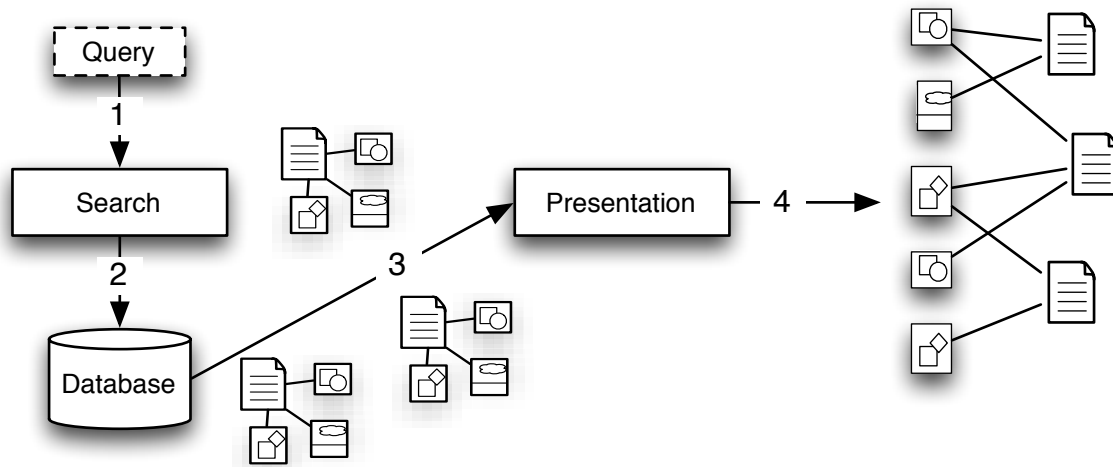 Query
1
Search
2
Database
3
Presentation
4